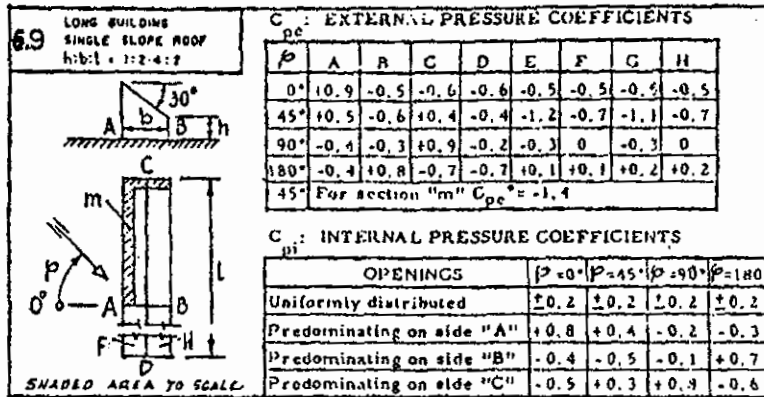 6.9
LONG BUILDING
SINGLE SLOPE ROOF
C pe : EXTERNAL PRESSURE COEFFICIENTS
β A B C D E F G H
0° +0.9 -0.5 -0.6 -0.6 -0.5 -0.5 -0.5 -0.5
45° +0.5 -0.6 +0.4 -0.4 -1.2 -0.7 -1.1 -0.7
90° -0.4 -0.3 +0.9 -0.2 -0.3 0 -0.3 0
180° -0.4 +0.8 -0.7 -0.7 +0.1 +0.1 +0.2 +0.2
45° For section "m" Cpe* = -1.4
30°
A b B h
C
m
β
l
0° A B
F H
D
SHADED AREA TO SCALE
C pi : INTERNAL PRESSURE COEFFICIENTS
OPENINGS β=0° β=45° β=90° β=180
Uniformly distributed ±0.2 ±0.2 ±0.2 ±0.2
Predominating on side "A" +0.8 +0.4 -0.2 -0.3
Predominating on side "B" -0.4 -0.5 -0.1 +0.7
Predominating on side "C" -0.5 +0.3 +0.9 -0.6